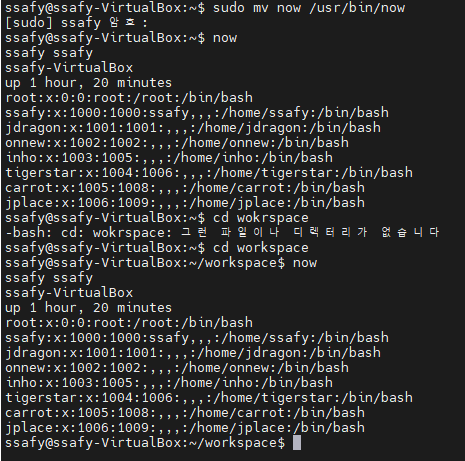 ssafy@ssafy-VirtualBox:~$ sudo mv now /usr/bin/now
[sudo] ssafy 암호:
ssafy@ssafy-VirtualBox:~$ now
ssafy ssafy
ssafy-VirtualBox
up 1 hour, 20 minutes
root:x:0:0:root:/root:/bin/bash
ssafy:x:1000:1000:ssafy,,,:/home/ssafy:/bin/bash
jdragon:x:1001:1001:,,,:/home/jdragon:/bin/bash
onnew:x:1002:1002:,,,:/home/onnew:/bin/bash
inho:x:1003:1005:,,,:/home/inho:/bin/bash
tigerstar:x:1004:1006:,,,:/home/tigerstar:/bin/bash
carrot:x:1005:1008:,,,:/home/carrot:/bin/bash
jplace:x:1006:1009:,,,:/home/jplace:/bin/bash
ssafy@ssafy-VirtualBox:~$ cd wokrspace
-bash: cd: wokrspace: 그런 파일이나 디렉터리가 없습니다
ssafy@ssafy-VirtualBox:~$ cd workspace
ssafy@ssafy-VirtualBox:~/workspace$ now
ssafy ssafy
ssafy-VirtualBox
up 1 hour, 20 minutes
root:x:0:0:root:/root:/bin/bash
ssafy:x:1000:1000:ssafy,,,:/home/ssafy:/bin/bash
jdragon:x:1001:1001:,,,:/home/jdragon:/bin/bash
onnew:x:1002:1002:,,,:/home/onnew:/bin/bash
inho:x:1003:1005:,,,:/home/inho:/bin/bash
tigerstar:x:1004:1006:,,,:/home/tigerstar:/bin/bash
carrot:x:1005:1008:,,,:/home/carrot:/bin/bash
jplace:x:1006:1009:,,,:/home/jplace:/bin/bash
ssafy@ssafy-VirtualBox:~/workspace$